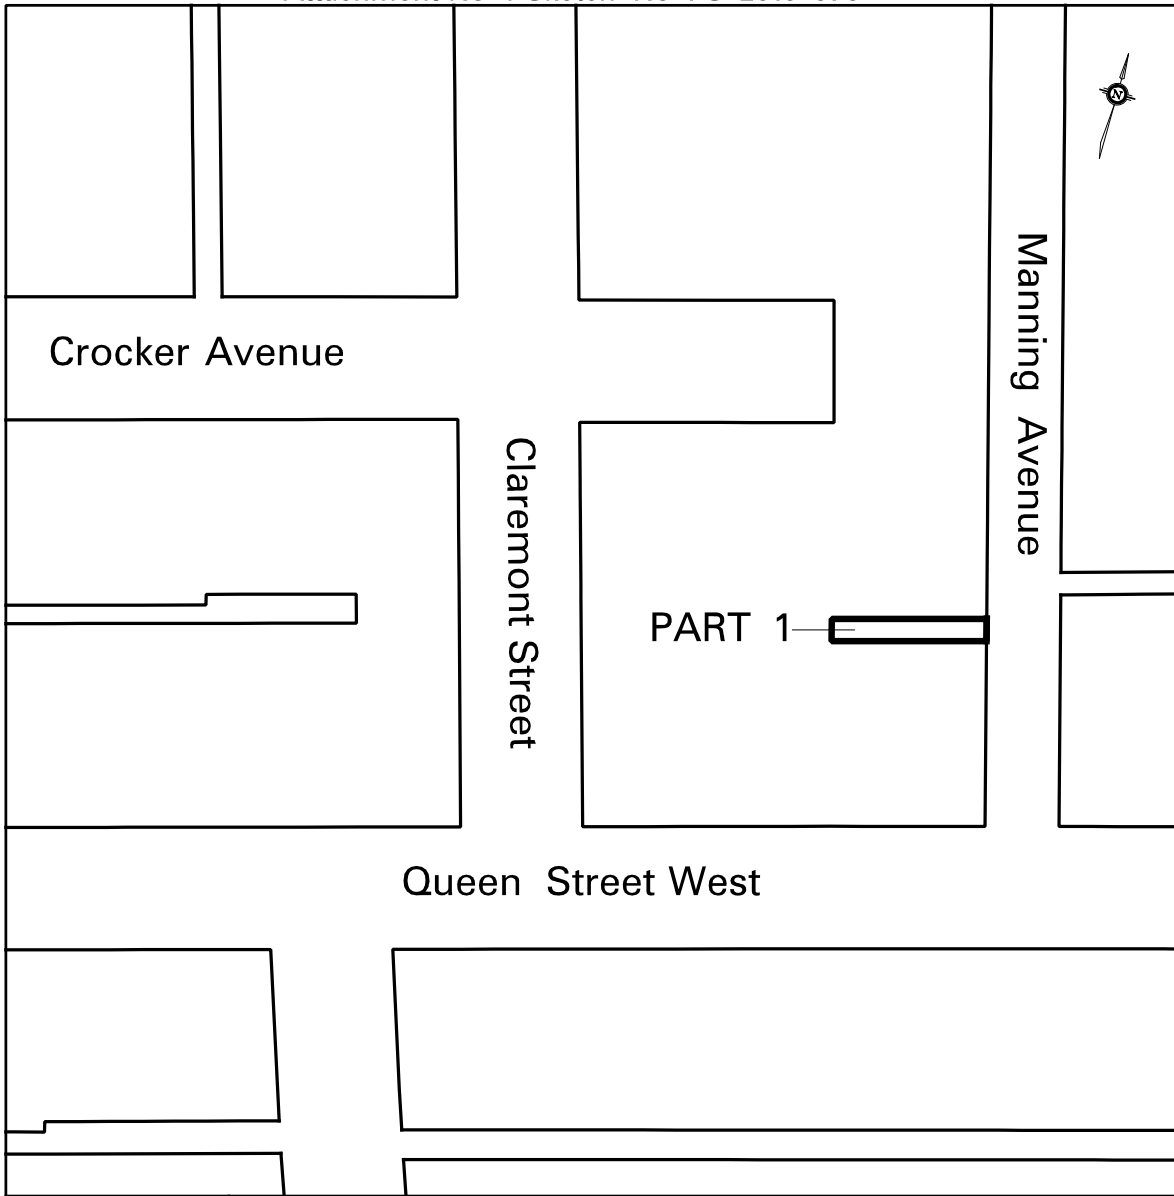 N
Manning Avenue
Crocker Avenue
Claremont Street
PART 1
Queen Street West